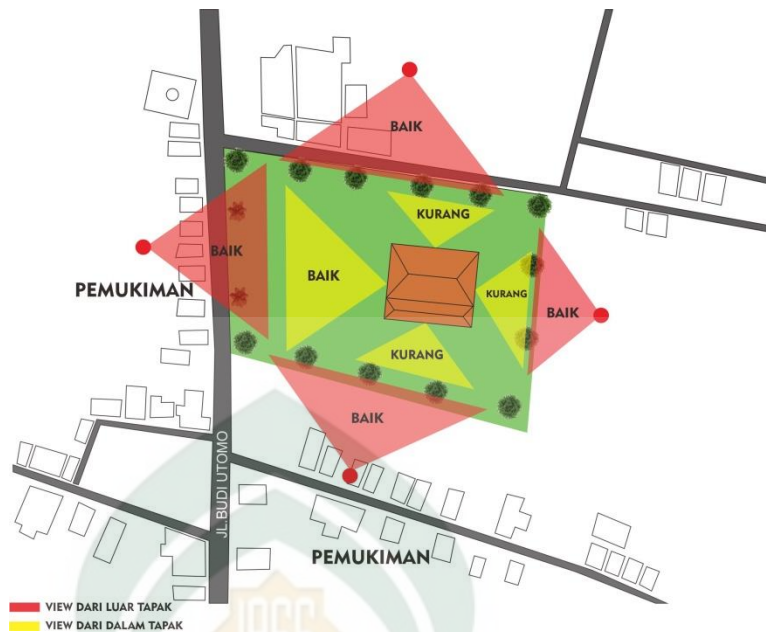 BAIK
KURANG
BAIK
BAIK
KURANG
BAIK
PEMUKIMAN
KURANG
BAIK
JL.BUDI UTOMO
PEMUKIMAN
VIEW DARI LUAR TAPAK
VIEW DARI DALAM TAPAK